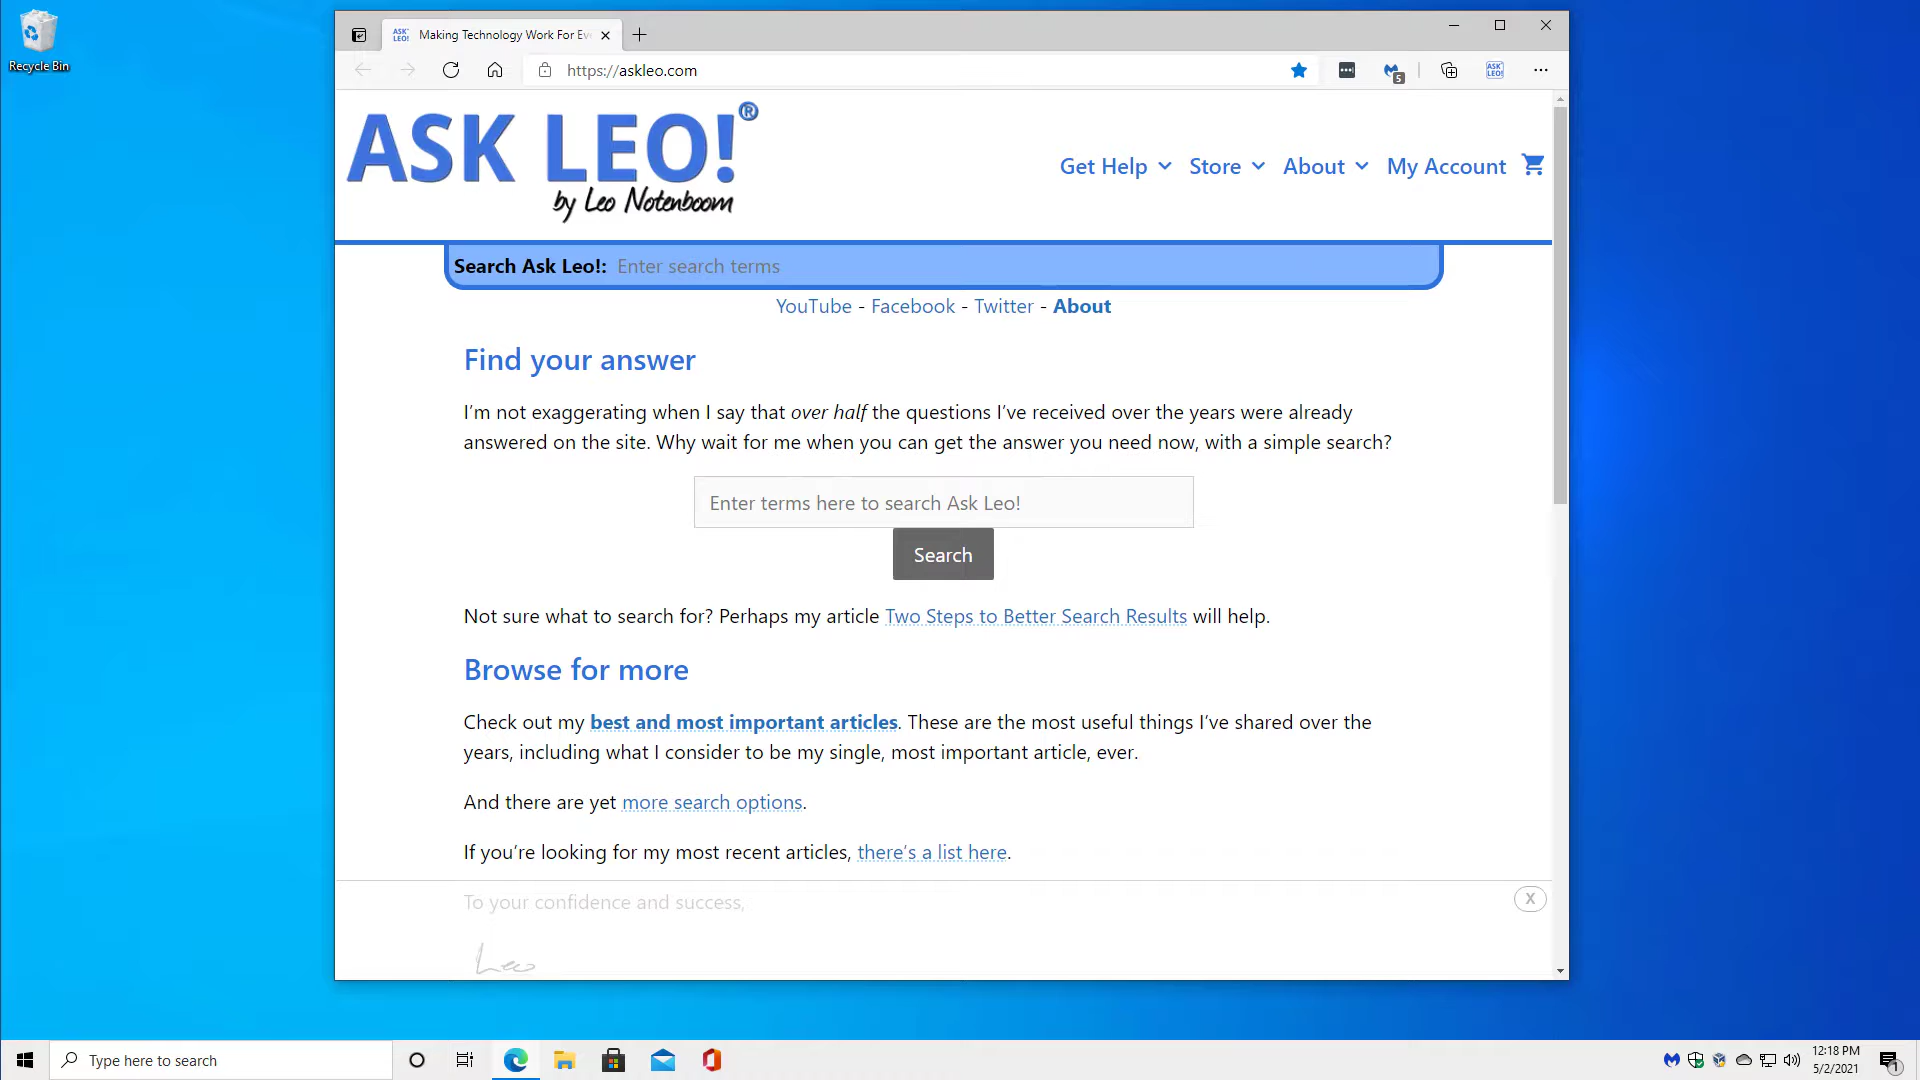 Recycle Bin
ASK LEO!
Making Technology Work For Ev
https://askleo.com
5
ASK LEO!
ASK LEO!®
by Leo Notenboom
Get Help Store About My Account
Search Ask Leo!: Enter search terms
YouTube - Facebook - Twitter - About
Find your answer
I’m not exaggerating when I say that over half the questions I’ve received over the years were already
answered on the site. Why wait for me when you can get the answer you need now, with a simple search?
Enter terms here to search Ask Leo!
Search
Not sure what to search for? Perhaps my article Two Steps to Better Search Results will help.
Browse for more
Check out my best and most important articles. These are the most useful things I’ve shared over the
years, including what I consider to be my single, most important article, ever.
And there are yet more search options.
If you’re looking for my most recent articles, there’s a list here.
To your confidence and success,
X
Leo
Type here to search
12:18 PM
5/2/2021
1